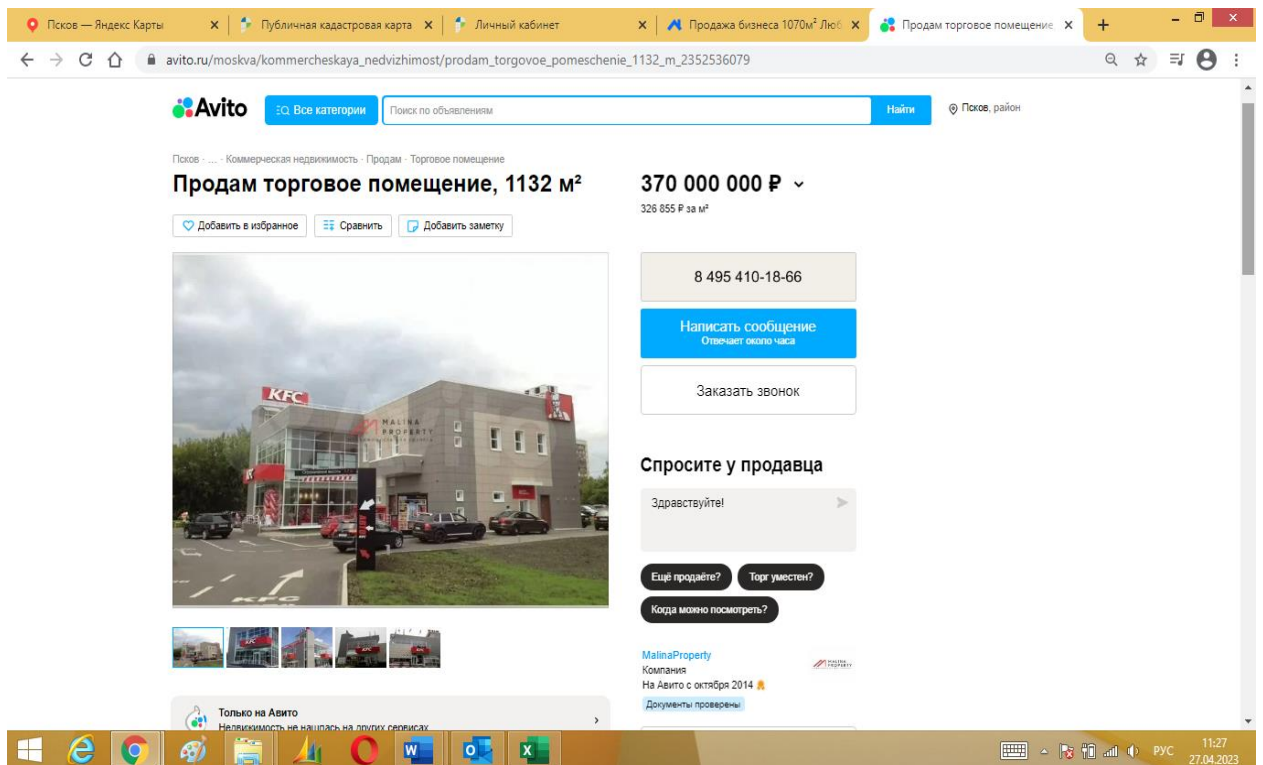 Псков — Яндекс Карты
Публичная кадастровая карта
Личный кабинет
Продажа бизнеса 1070м² Люб
Продам торговое помещение
avito.ru/moskva/kommercheskaya_nedvizhimost/prodam_torgovoe_pomeschenie_1132_m_2352536079
Avito
Все категории
Поиск по объявлениям
Найти
Псков, район
Псков · ... · Коммерческая недвижимость · Продам · Торговое помещение
Продам торговое помещение, 1132 м²
370 000 000 ₽
326 855 ₽ за м²
Добавить в избранное
Сравнить
Добавить заметку
8 495 410-18-66
Написать сообщение
Отвечает около часа
Заказать звонок
KFC
MALINA
PROPERTY
KFC
Спросите у продавца
Здравствуйте!
Ещё продаёте?
Торг уместен?
Когда можно посмотреть?
MalinaProperty
Компания
На Авито с октября 2014
Документы проверены
MALINA
PROPERTY
Только на Авито
Недвижимость не нашлась на других сервисах
РУС
11:27
27.04.2023